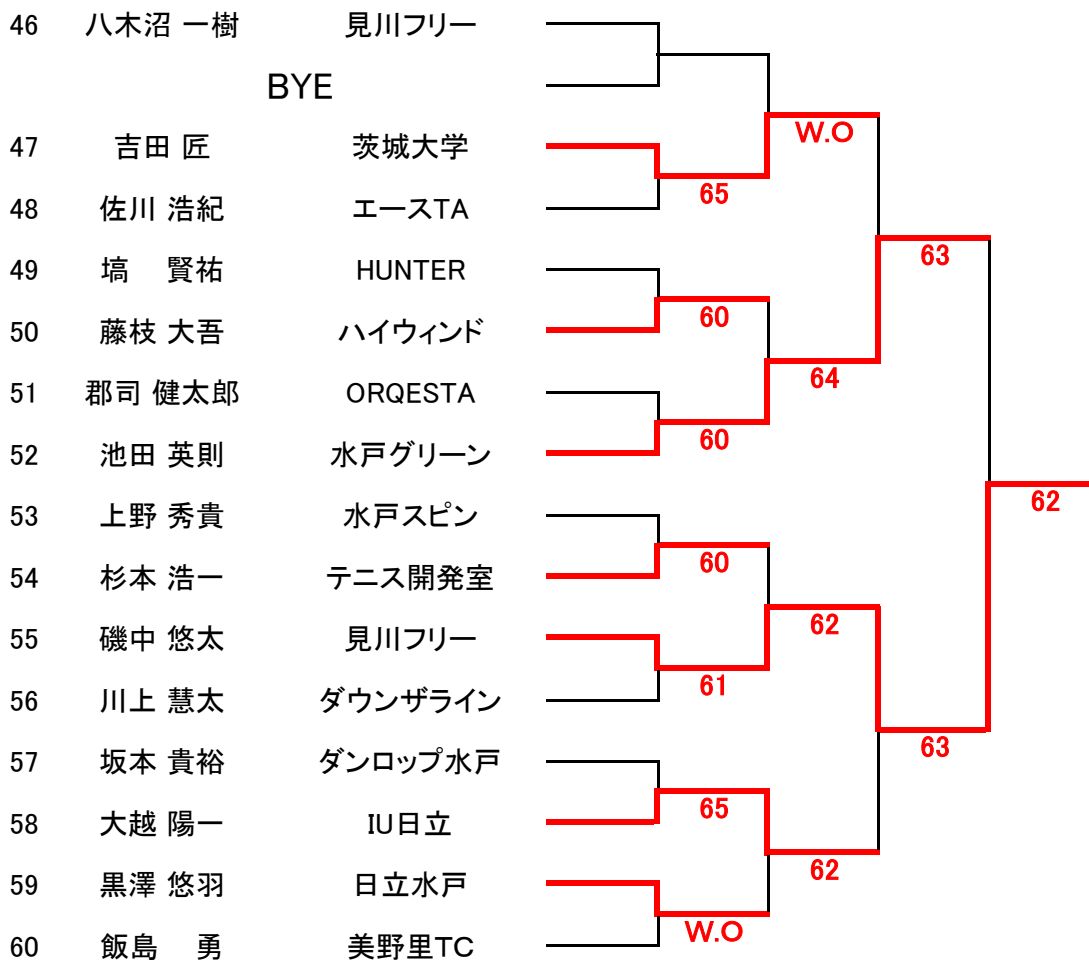 46 八木沼 一樹 見川フリー
BYE
W.O
47 吉田 匠 茨城大学
65
48 佐川 浩紀 エースTA
63
49 塙 賢祐 HUNTER
60
50 藤枝 大吾 ハイウィンド
64
51 郡司 健太郎 ORQESTA
60
52 池田 英則 水戸グリーン
62
53 上野 秀貴 水戸スピン
60
54 杉本 浩一 テニス開発室
62
55 磯中 悠太 見川フリー
61
56 川上 慧太 ダウンザライン
63
57 坂本 貴裕 ダンロップ水戸
65
58 大越 陽一 IU日立
62
59 黒澤 悠羽 日立水戸
W.O
60 飯島 勇 美野里TC